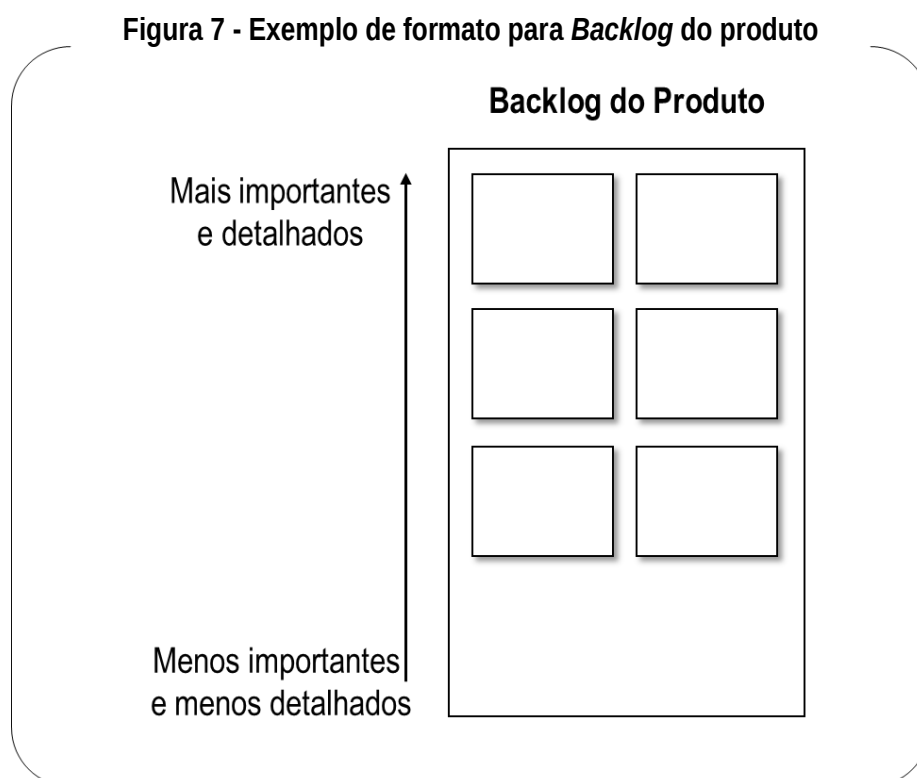 Figura 7 - Exemplo de formato para Backlog do produto
Backlog do Produto
Mais importantes
e detalhados
Menos importantes
e menos detalhados